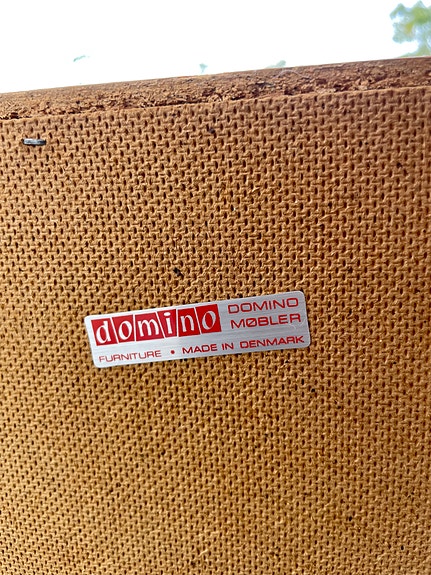 domino
DOMINO
MØBLER
FURNITURE • MADE IN DENMARK